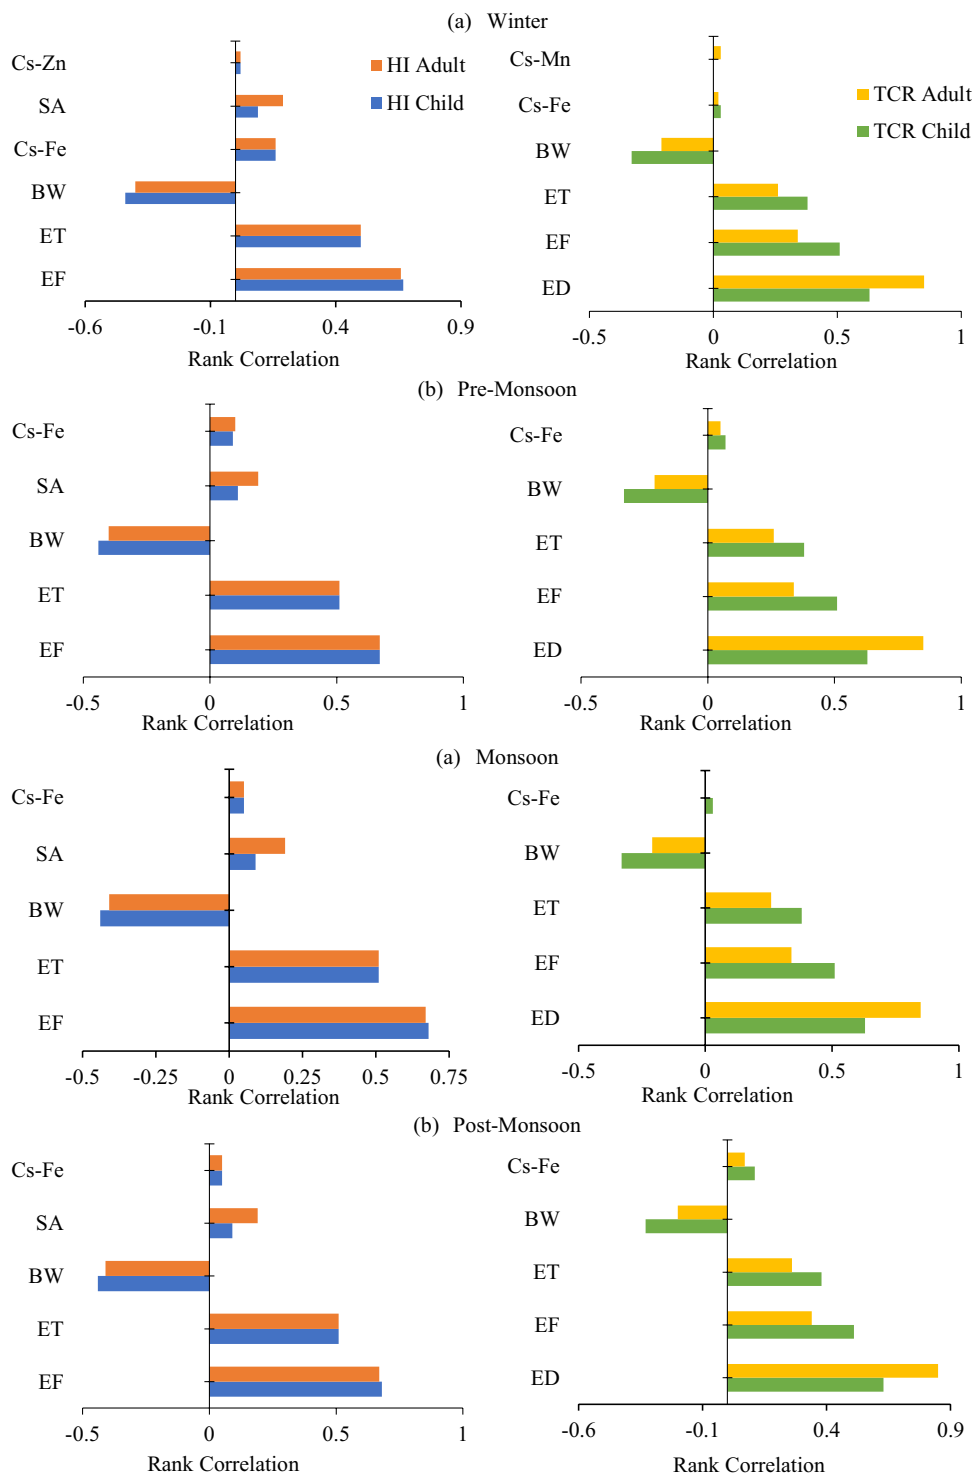 (a) Winter
Cs-Zn
SA
Cs-Fe
BW
ET
EF
HI Adult
HI Child
-0.6 -0.1 0.4 0.9
Rank Correlation
Cs-Mn
Cs-Fe
BW
ET
EF
ED
TCR Adult
TCR Child
-0.5 0 0.5 1
Rank Correlation
(b) Pre-Monsoon
Cs-Fe
SA
BW
ET
EF
-0.5 0 0.5 1
Rank Correlation
Cs-Fe
BW
ET
EF
ED
-0.5 0 0.5 1
Rank Correlation
(a) Monsoon
Cs-Fe
SA
BW
ET
EF
-0.5 -0.25 0 0.25 0.5 0.75
Rank Correlation
Cs-Fe
BW
ET
EF
ED
-0.5 0 0.5 1
Rank Correlation
(b) Post-Monsoon
Cs-Fe
SA
BW
ET
EF
-0.5 0 0.5 1
Rank Correlation
Cs-Fe
BW
ET
EF
ED
-0.6 -0.1 0.4 0.9
Rank Correlation